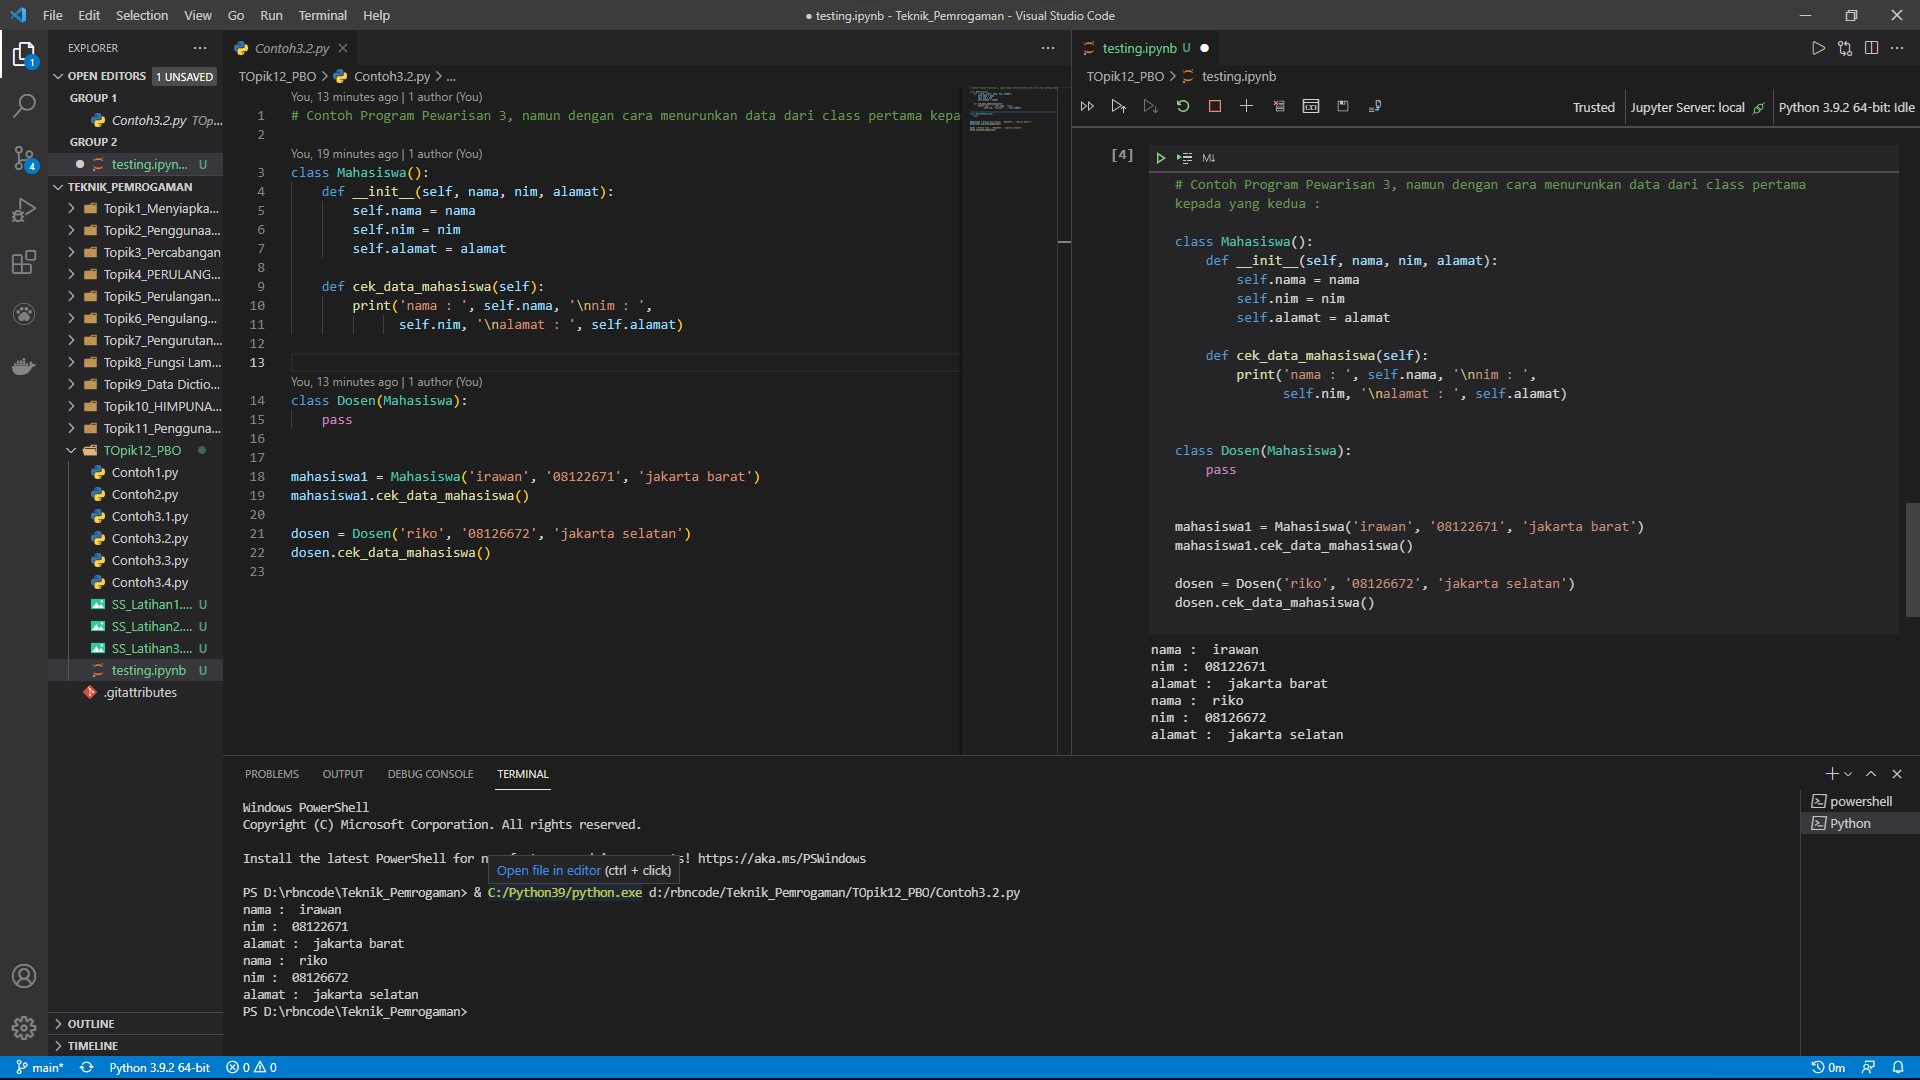 File Edit Selection View Go Run Terminal Help
● testing.ipynb - Teknik_Pemrogaman - Visual Studio Code
EXPLORER
OPEN EDITORS 1 UNSAVED
GROUP 1
Contoh3.2.py TOp...
GROUP 2
testing.ipyn... U
TEKNIK_PEMROGAMAN
Topik1_Menyiapka...
Topik2_Penggunaa...
Topik3_Percabangan
Topik4_PERULANG...
Topik5_Perulangan...
Topik6_Pengulang...
Topik7_Pengurutan...
Topik8_Fungsi Lam...
Topik9_Data Dictio...
Topik10_HIMPUNA...
Topik11_Pengguna...
TOpik12_PBO
Contoh1.py
Contoh2.py
Contoh3.1.py
Contoh3.2.py
Contoh3.3.py
Contoh3.4.py
SS_Latihan1.... U
SS_Latihan2.... U
SS_Latihan3.... U
testing.ipynb U
.gitattributes
OUTLINE
TIMELINE
1
4
Contoh3.2.py
TOpik12_PBO > Contoh3.2.py > ...
You, 13 minutes ago | 1 author (You)
1 # Contoh Program Pewarisan 3, namun dengan cara menurunkan data dari class pertama kepa
2
You, 19 minutes ago | 1 author (You)
3 class Mahasiswa():
4 def __init__(self, nama, nim, alamat):
5 self.nama = nama
6 self.nim = nim
7 self.alamat = alamat
8
9 def cek_data_mahasiswa(self):
10 print('nama : ', self.nama, '\nnim : ',
11 self.nim, '\nalamat : ', self.alamat)
12
13
You, 13 minutes ago | 1 author (You)
14 class Dosen(Mahasiswa):
15 pass
16
17
18 mahasiswa1 = Mahasiswa('irawan', '08122671', 'jakarta barat')
19 mahasiswa1.cek_data_mahasiswa()
20
21 dosen = Dosen('riko', '08126672', 'jakarta selatan')
22 dosen.cek_data_mahasiswa()
23
testing.ipynb U ●
TOpik12_PBO > testing.ipynb
Trusted Jupyter Server: local Python 3.9.2 64-bit: Idle
[4] M↓
# Contoh Program Pewarisan 3, namun dengan cara menurunkan data dari class pertama
kepada yang kedua :
class Mahasiswa():
def __init__(self, nama, nim, alamat):
self.nama = nama
self.nim = nim
self.alamat = alamat
def cek_data_mahasiswa(self):
print('nama : ', self.nama, '\nnim : ',
self.nim, '\nalamat : ', self.alamat)
class Dosen(Mahasiswa):
pass
mahasiswa1 = Mahasiswa('irawan', '08122671', 'jakarta barat')
mahasiswa1.cek_data_mahasiswa()
dosen = Dosen('riko', '08126672', 'jakarta selatan')
dosen.cek_data_mahasiswa()
nama :  irawan
nim :  08122671
alamat :  jakarta barat
nama :  riko
nim :  08126672
alamat :  jakarta selatan
PROBLEMS OUTPUT DEBUG CONSOLE TERMINAL
Windows PowerShell
Copyright (C) Microsoft Corporation. All rights reserved.
Install the latest PowerShell for https://aka.ms/PSWindows
Open file in editor (ctrl + click)
PS D:\rbncode\Teknik_Pemrogaman> & C:/Python39/python.exe d:/rbncode/Teknik_Pemrogaman/TOpik12_PBO/Contoh3.2.py
nama :  irawan
nim :  08122671
alamat :  jakarta barat
nama :  riko
nim :  08126672
alamat :  jakarta selatan
PS D:\rbncode\Teknik_Pemrogaman>
powershell
Python
main* Python 3.9.2 64-bit 0 0 0m